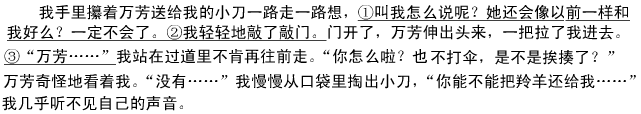 我手里攥着万芳送给我的小刀一路走一路想，①叫我怎么说呢？她还会像以前一样和
我好么？一定不会了。②我轻轻地敲了敲门。门开了，万芳伸出头来，一把拉了我进去。
③“万芳……”我站在过道里不肯再往前走。“你怎么啦？也不打伞，是不是挨揍了？”
万芳奇怪地看着我。“没有……”我慢慢从口袋里掏出小刀，“你能不能把羚羊还给我……”
我几乎听不见自己的声音。